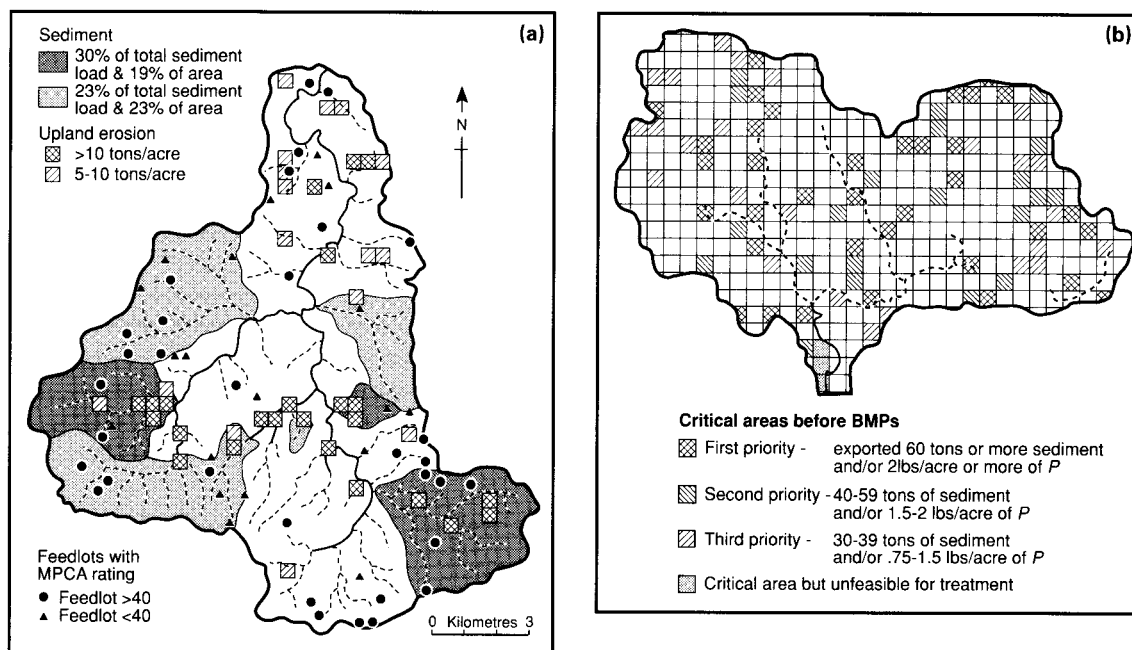 (a)
Sediment
30% of total sediment
load & 19% of area
23% of total sediment
load & 23% of area
Upland erosion
>10 tons/acre
5-10 tons/acre
N
Feedlots with
MPCA rating
Feedlot >40
Feedlot <40
0 Kilometres 3
(b)
Critical areas before BMPs
First priority - exported 60 tons or more sediment
and/or 2lbs/acre or more of P
Second priority - 40-59 tons of sediment
and/or 1.5-2 lbs/acre of P
Third priority - 30-39 tons of sediment
and/or .75-1.5 lbs/acre of P
Critical area but unfeasible for treatment